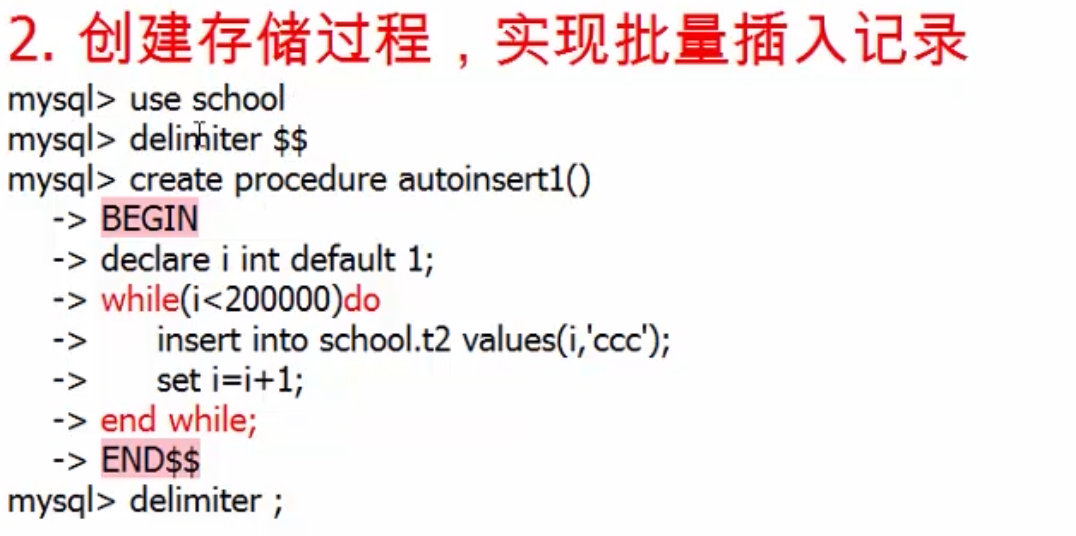 2. 创建存储过程，实现批量插入记录
mysql> use school
mysql> delimiter $$
mysql> create procedure autoinsert1()
-> BEGIN
-> declare i int default 1;
-> while(i<200000)do
-> insert into school.t2 values(i,'ccc');
-> set i=i+1;
-> end while;
-> END$$
mysql> delimiter ;